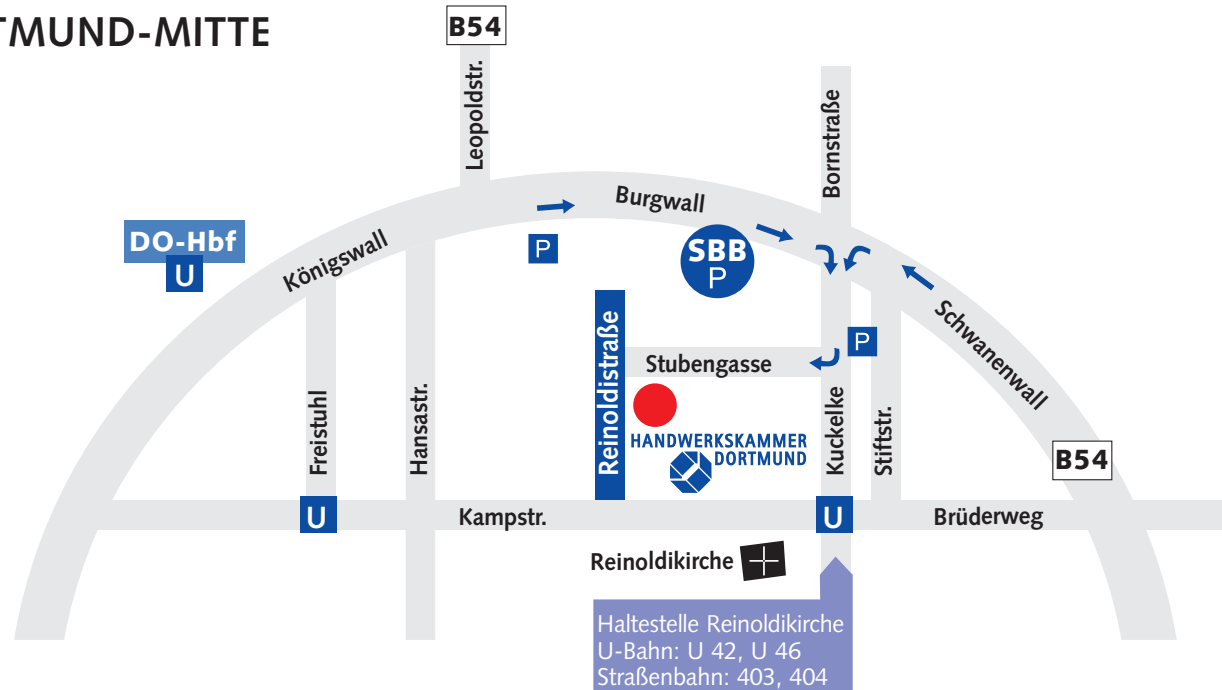 TMUND-MITTE
B54
Leopoldstr.
Bornstraße
Burgwall
DO-Hbf
U
Königswall
P
SBB
P
Reinoldistraße
Stubengasse
P
Schwanenwall
Freistuhl
Hansastr.
HANDWERKSKAMMER
DORTMUND
Kuckelke
Stiftstr.
B54
U
Kampstr.
U
Brüderweg
Reinoldikirche
Haltestelle Reinoldikirche
U-Bahn: U 42, U 46
Straßenbahn: 403, 404